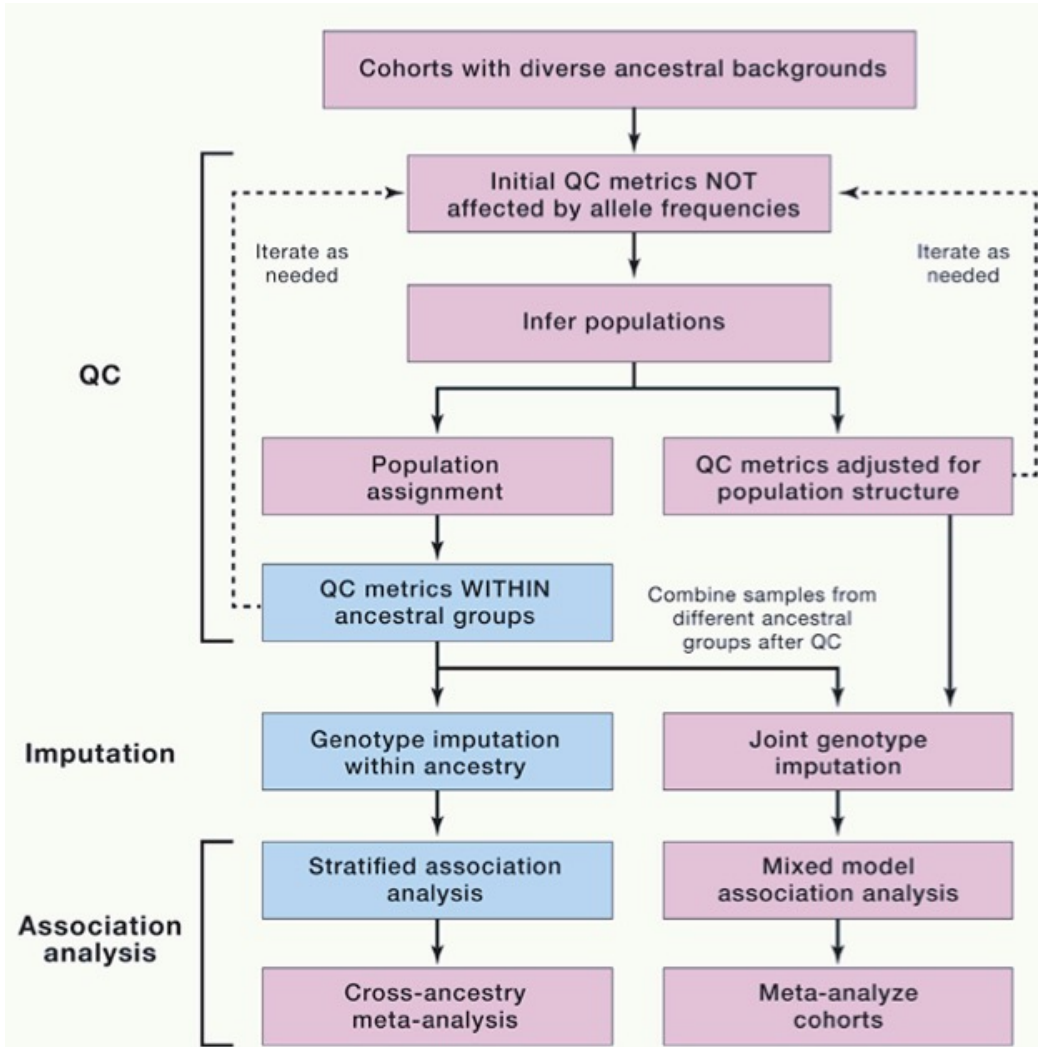 Cohorts with diverse ancestral backgrounds
Initial QC metrics NOT
affected by allele frequencies
Iterate as
needed
Iterate as
needed
Infer populations
QC
Population
assignment
QC metrics adjusted for
population structure
QC metrics WITHIN
ancestral groups
Combine samples from
different ancestral
groups after QC
Imputation
Genotype imputation
within ancestry
Joint genotype
imputation
Association
analysis
Stratified association
analysis
Mixed model
association analysis
Cross-ancestry
meta-analysis
Meta-analyze
cohorts